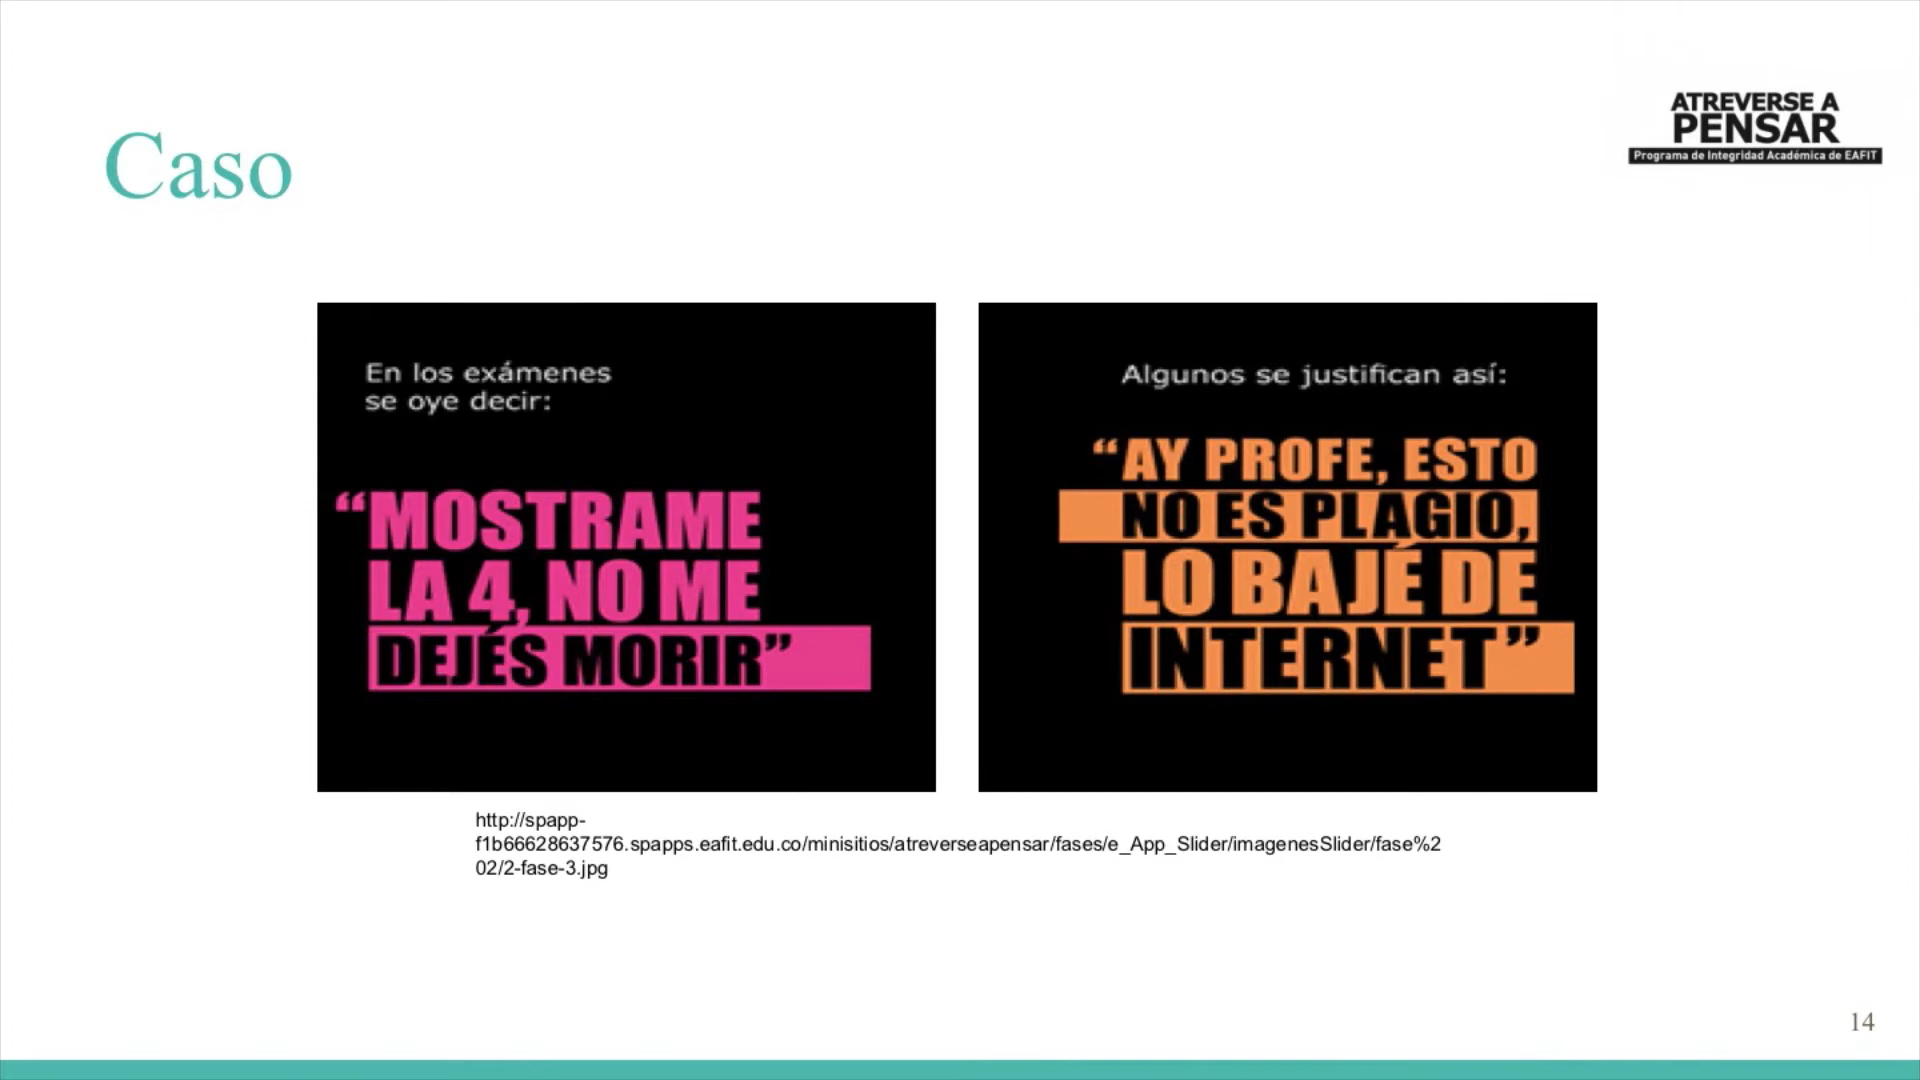 ATREVERSE A
PENSAR
Programa de Integridad Académica de EAFIT
Caso
En los exámenes
se oye decir:
“MOSTRAME
LA 4, NO ME
DEJÉS MORIR”
Algunos se justifican así:
“AY PROFE, ESTO
NO ES PLAGIO,
LO BAJÉ DE
INTERNET”
http://spapp-
f1b66628637576.spapps.eafit.edu.co/minisitios/atreverseapensar/fases/e_App_Slider/imagenesSlider/fase%2
02/2-fase-3.jpg
14